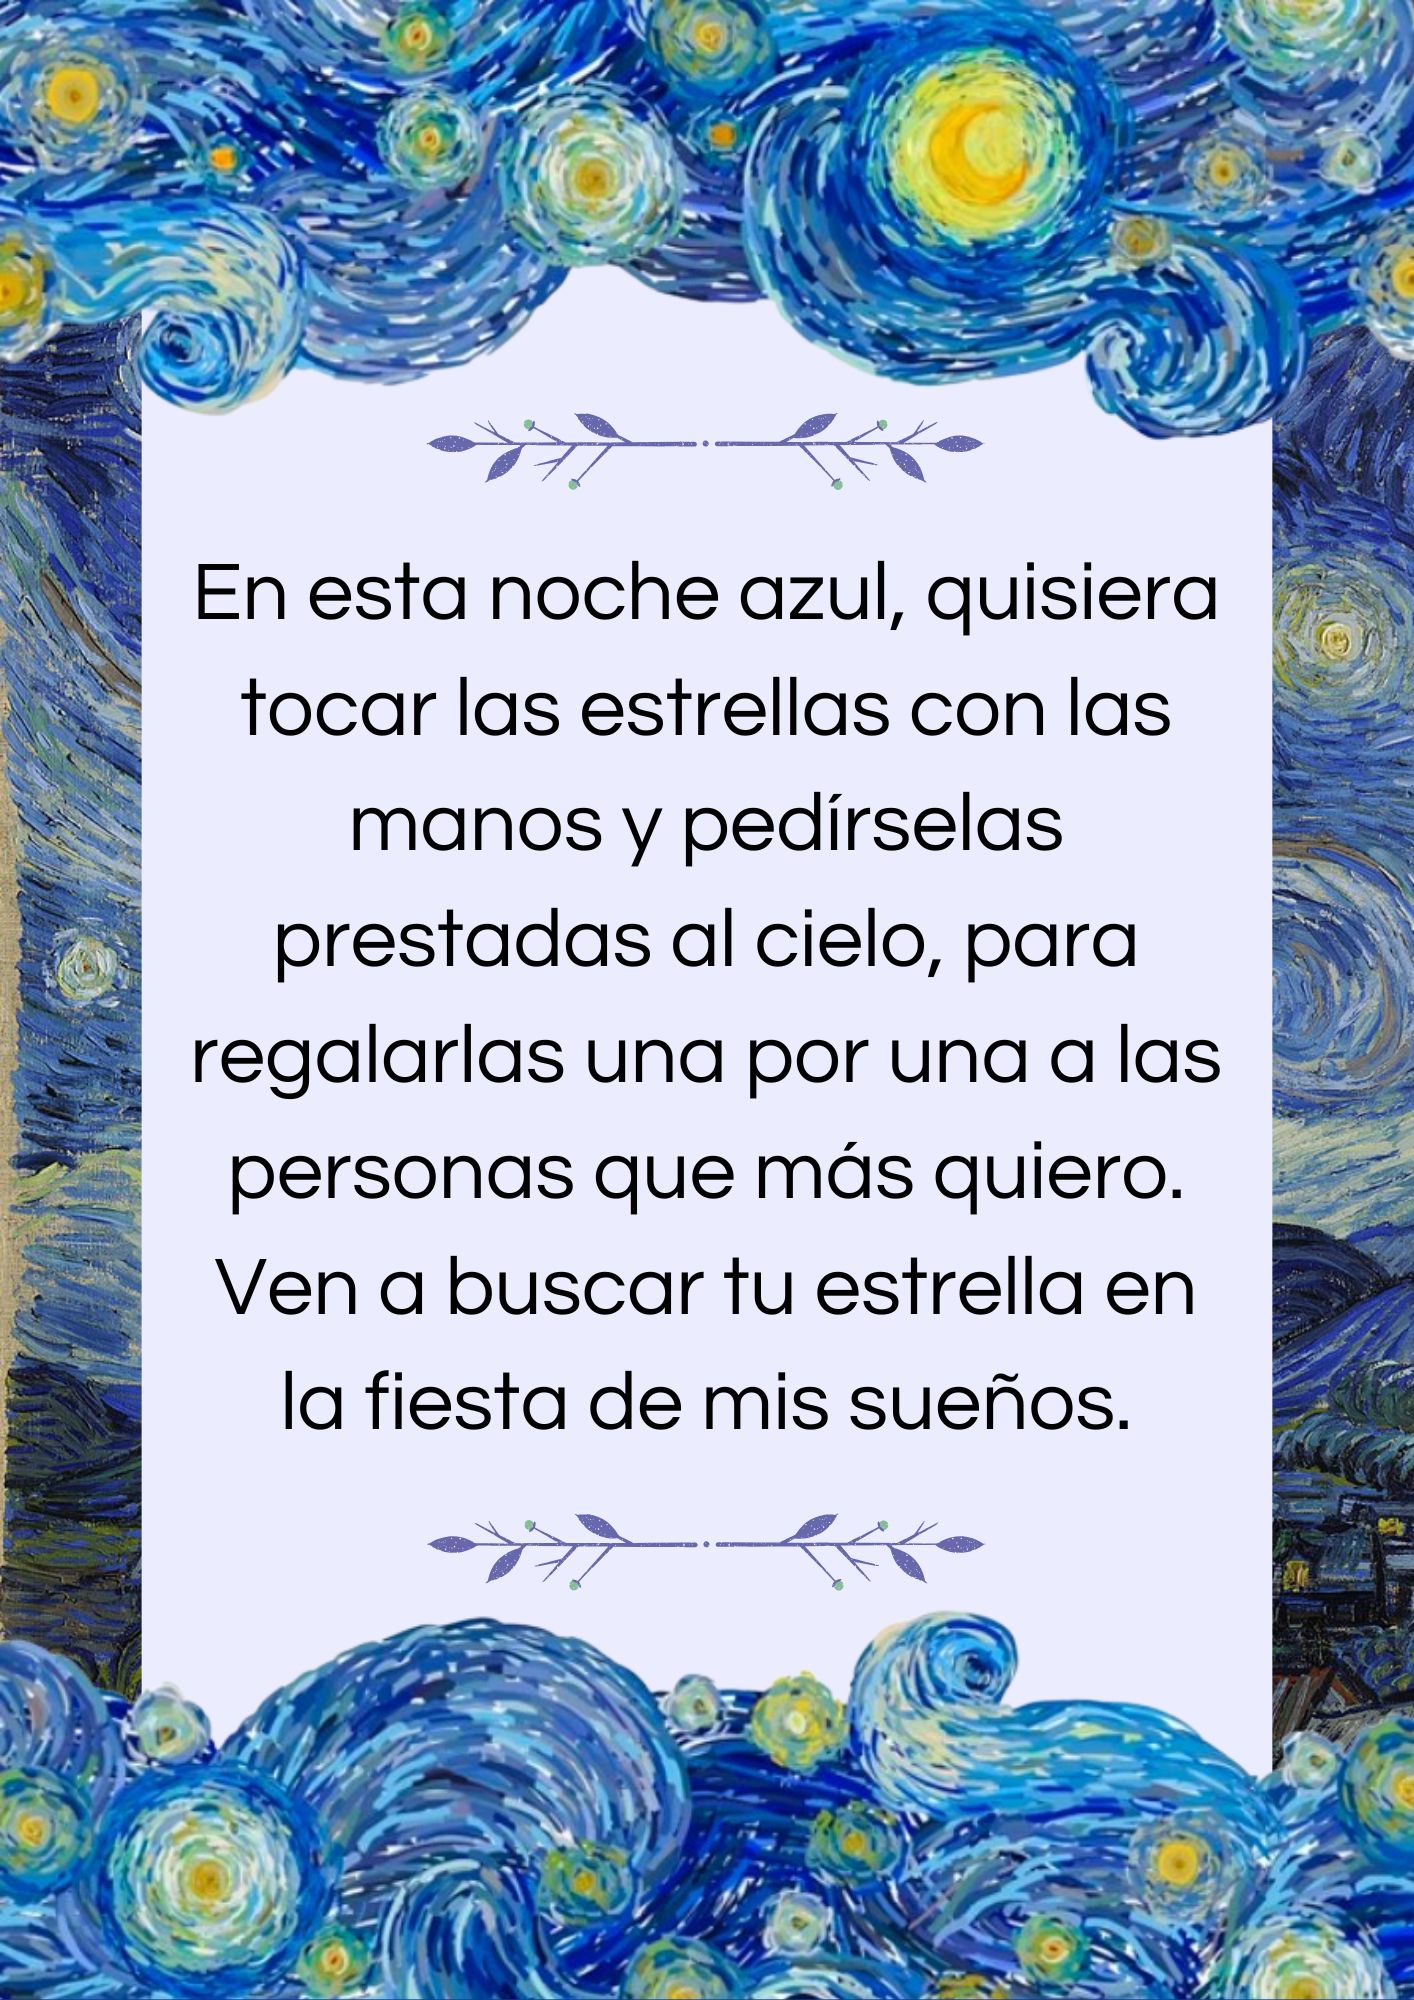 En esta noche azul, quisiera
tocar las estrellas con las
manos y pedírselas
prestadas al cielo, para
regalarlas una por una a las
personas que más quiero.
Ven a buscar tu estrella en
la fiesta de mis sueños.